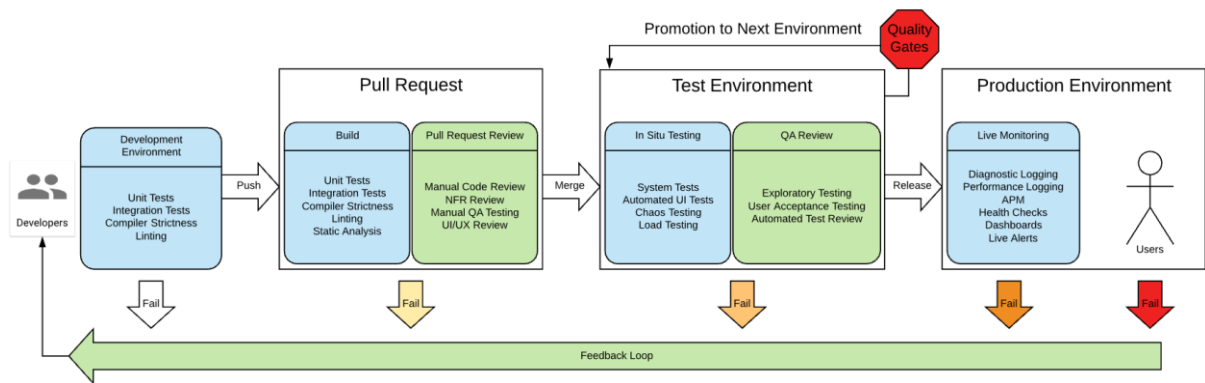 Promotion to Next Environment
Quality
Gates
Pull Request
Test Environment
Production Environment
Development
Environment
Unit Tests
Integration Tests
Compiler Strictness
Linting
Developers
Push
Build
Unit Tests
Integration Tests
Compiler Strictness
Linting
Static Analysis
Pull Request Review
Manual Code Review
NFR Review
Manual QA Testing
UI/UX Review
Merge
In Situ Testing
System Tests
Automated UI Tests
Chaos Testing
Load Testing
QA Review
Exploratory Testing
User Acceptance Testing
Automated Test Review
Release
Live Monitoring
Diagnostic Logging
Performance Logging
APM
Health Checks
Dashboards
Live Alerts
Users
Fail
Fail
Fail
Fail
Fail
Feedback Loop